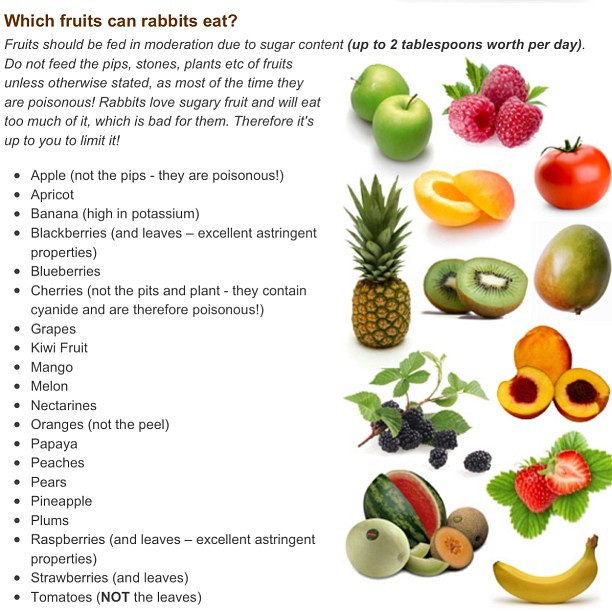 Which fruits can rabbits eat?
Fruits should be fed in moderation due to sugar content (up to 2 tablespoons worth per day).
Do not feed the pips, stones, plants etc of fruits
unless otherwise stated, as most of the time they
are poisonous! Rabbits love sugary fruit and will eat
too much of it, which is bad for them. Therefore it's
up to you to limit it!
• Apple (not the pips - they are poisonous!)
• Apricot
• Banana (high in potassium)
• Blackberries (and leaves – excellent astringent
properties)
• Blueberries
• Cherries (not the pits and plant - they contain
cyanide and are therefore poisonous!)
• Grapes
• Kiwi Fruit
• Mango
• Melon
• Nectarines
• Oranges (not the peel)
• Papaya
• Peaches
• Pears
• Pineapple
• Plums
• Raspberries (and leaves – excellent astringent
properties)
• Strawberries (and leaves)
• Tomatoes (NOT the leaves)